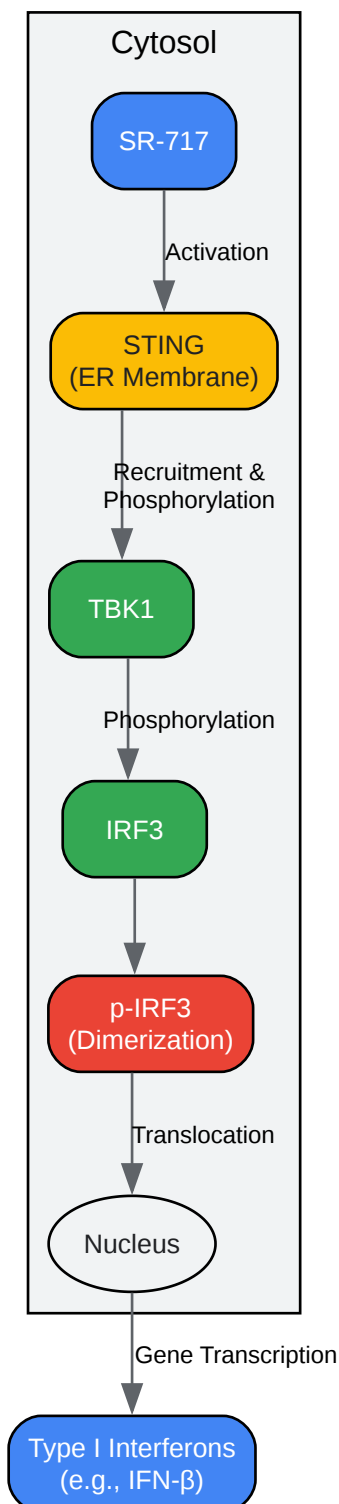 Cytosol
SR-717
Activation
STING
(ER Membrane)
Recruitment &
Phosphorylation
TBK1
Phosphorylation
IRF3
p-IRF3
(Dimerization)
Translocation
Nucleus
Gene Transcription
Type I Interferons
(e.g., IFN-β)